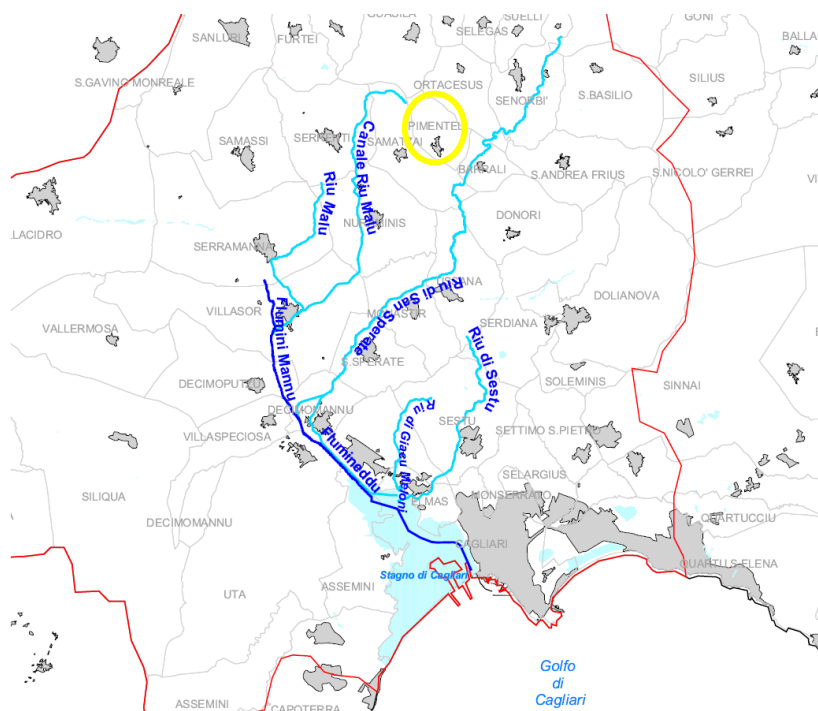 GUASILA
SUELLI
GONI
SANLURI
FURTEI
SELEGAS
BALLA
S.GAVINO MONREALE
ORTACESUS
SENORBI'
SILIUS
S.BASILIO
PIMENTEL
SAMASSI
SERRENTI
SAMATZAI
BARRALI
S.ANDREA FRIUS
S.NICOLO' GERREI
VI
Canale Riu Malu
Riu Malu
NURAMINIS
DONORI
LLACIDRO
SERRAMANNA
USSANA
Riu di San Sperate
DOLIANOVA
VILLASOR
Flumini Mannu
MONASTIR
SERDIANA
VALLERMOSA
S.SPERATE
Riu di Sestu
DECIMOPUTZU
SOLEMINIS
SINNAI
DECIMOMANNU
Riu di Giacu Meloni
SESTU
SETTIMO S.PIETRO
VILLASPECIOSA
Flumineddu
SELARGIUS
SILIQUA
ELMAS
MONSERRATO
DECIMOMANNU
QUARTUCCIU
CAGLIARI
QUARTU S.ELENA
Stagno di Cagliari
ASSEMINI
UTA
Golfo
di
Cagliari
ASSEMINI
CAPOTERRA